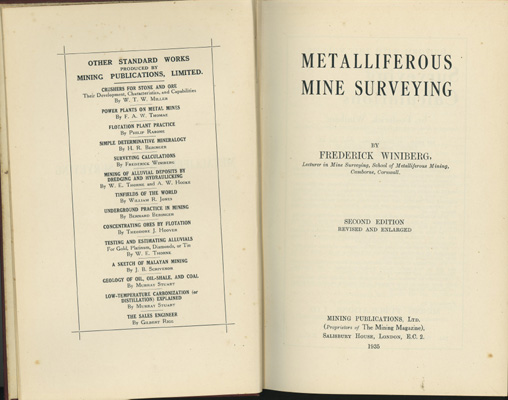 OTHER STANDARD WORKS
PRODUCED BY
MINING PUBLICATIONS, LIMITED.
CRUSHERS FOR STONE AND ORE
Their Development, Characteristics, and Capabilities
By W. T. W. Miller
POWER PLANTS ON METAL MINES
By F. A. W. Thomae
FLOTATION PLANT PRACTICE
By Philip Rabone
SIMPLE DETERMINATIVE MINERALOGY
By H. R. Beringer
SURVEYING CALCULATIONS
By Frederick Winiberg
MINING OF ALLUVIAL DEPOSITS BY
DREDGING AND HYDRAULICKING
By W. E. Thorne and A. W. Hooke
TINFIELDS OF THE WORLD
By William R. Jones
UNDERGROUND PRACTICE IN MINING
By Bernard Beringer
CONCENTRATING ORES BY FLOTATION
By Theodore J. Hoover
TESTING AND ESTIMATING ALLUVIALS
For Gold, Platinum, Diamonds, or Tin
By W. E. Thorne
A SKETCH OF MALAYAN MINING
By J. B. Scrivenor
GEOLOGY OF OIL, OIL-SHALE, AND COAL
By Murray Stuart
LOW-TEMPERATURE CARBONIZATION (or
DISTILLATION) EXPLAINED
By Murray Stuart
THE SALES ENGINEER
By Gilbert Rigg
METALLIFEROUS
MINE SURVEYING
BY
FREDERICK WINIBERG,
Lecturer in Mine Surveying, School of Metalliferous Mining,
Camborne, Cornwall.
SECOND EDITION
REVISED AND ENLARGED
MINING PUBLICATIONS, Ltd.
(Proprietors of The Mining Magazine),
Salisbury House, London, E.C. 2.
1935